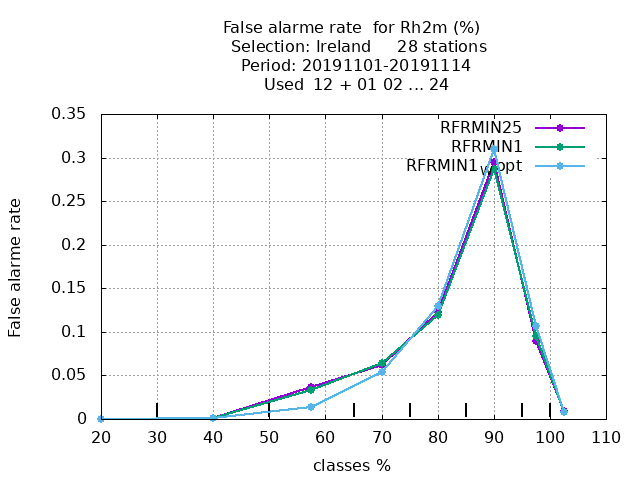 False alarme rate  for Rh2m (%)
Selection: Ireland     28 stations
Period: 20191101-20191114
Used  12 + 01 02 ... 24
0.35
0.3
0.25
0.2
0.15
0.1
0.05
0
False alarme rate
RFRMIN25
RFRMIN1
RFRMIN1wopt
20 30 40 50 60 70 80 90 100 110
classes %